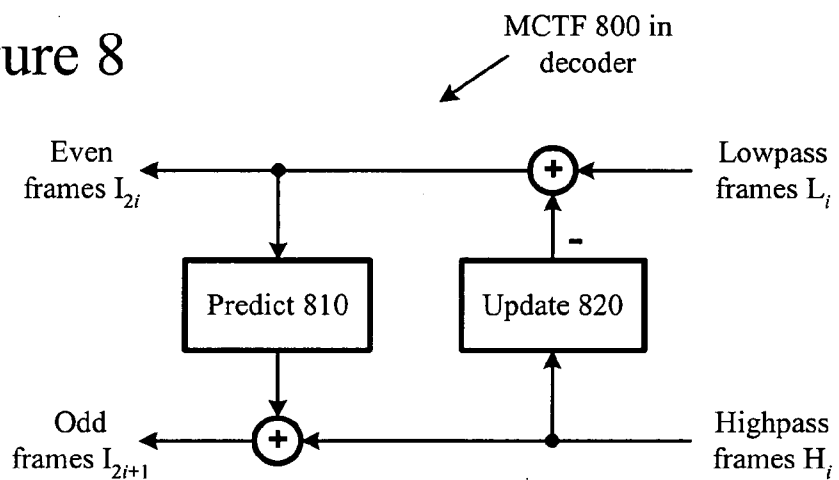 ure 8
MCTF 800 in
decoder
Even
frames I2i
Lowpass
frames Li
+
-
Predict 810
Update 820
Odd
frames I2i+1
+
Highpass
frames Hi